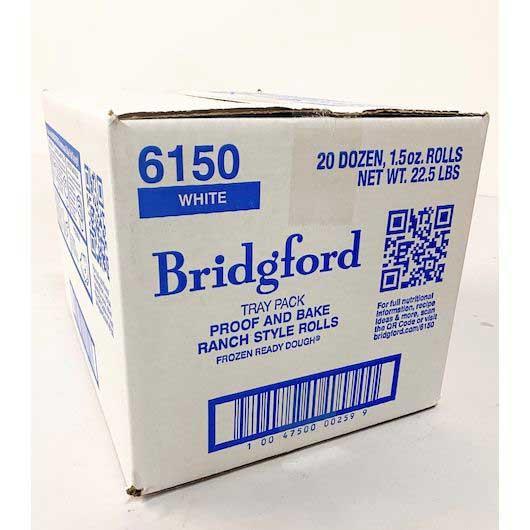 6150
WHITE
20 DOZEN, 1.5 oz. ROLLS
NET WT. 22.5 LBS
Bridgford
TRAY PACK
PROOF AND BAKE
RANCH STYLE ROLLS
FROZEN READY DOUGH®
For full nutritional
information, recipe
ideas & more, scan
the QR Code or visit
bridgford.com/6150
1 00 47500 00259 9